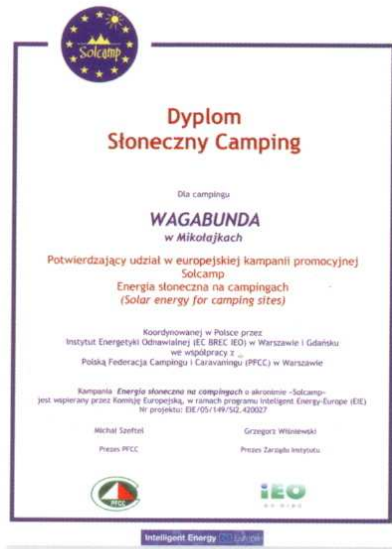 Solcamp
Dyplom
Słoneczny Camping
Dla campingu
WAGABUNDA
w Mikołajkach
Potwierdzający udział w europejskiej kampanii promocyjnej
Solcamp
Energia słoneczna na campingach
(Solar energy for camping sites)
Koordynowanej w Polsce przez
Instytut Energetyki Odnawialnej (EC BREC IEO) w Warszawie i Gdańsku
we współpracy z
Polską Federacją Campingu i Caravaningu (PFCC) w Warszawie
Kampania Energia słoneczna na campingach o akronimie «Solcamp»
jest wspierany przez Komisję Europejską, w ramach programu Inteligent Energy-Europe (EIE)
Nr projektu: EIE/05/149/SI2.420027
Michał Szeftel Grzegorz Wiśniewski
Prezes PFCC Prezes Zarządu Instytutu
PFCC iEO
EC BREC
Intelligent Energy Europe